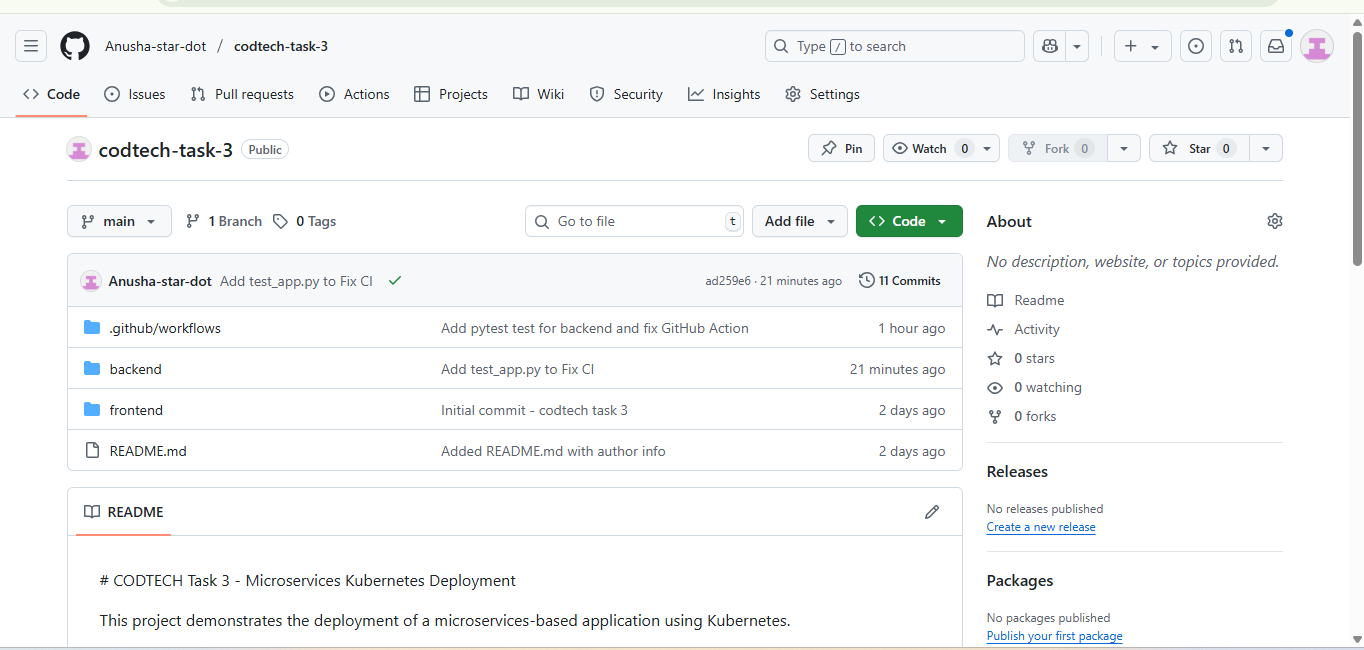 Anusha-star-dot / codtech-task-3
Type / to search
Code Issues Pull requests Actions Projects Wiki Security Insights Settings
codtech-task-3 Public
Pin Watch 0 Fork 0 Star 0
main 1 Branch 0 Tags Go to file t Add file Code
About
No description, website, or topics provided.
Anusha-star-dot Add test_app.py to Fix CI ad259e6 · 21 minutes ago 11 Commits
.github/workflows Add pytest test for backend and fix GitHub Action 1 hour ago
backend Add test_app.py to Fix CI 21 minutes ago
frontend Initial commit - codtech task 3 2 days ago
README.md Added README.md with author info 2 days ago
Readme
Activity
0 stars
0 watching
0 forks
Releases
No releases published
Create a new release
Packages
No packages published
Publish your first package
README
# CODTECH Task 3 - Microservices Kubernetes Deployment
This project demonstrates the deployment of a microservices-based application using Kubernetes.